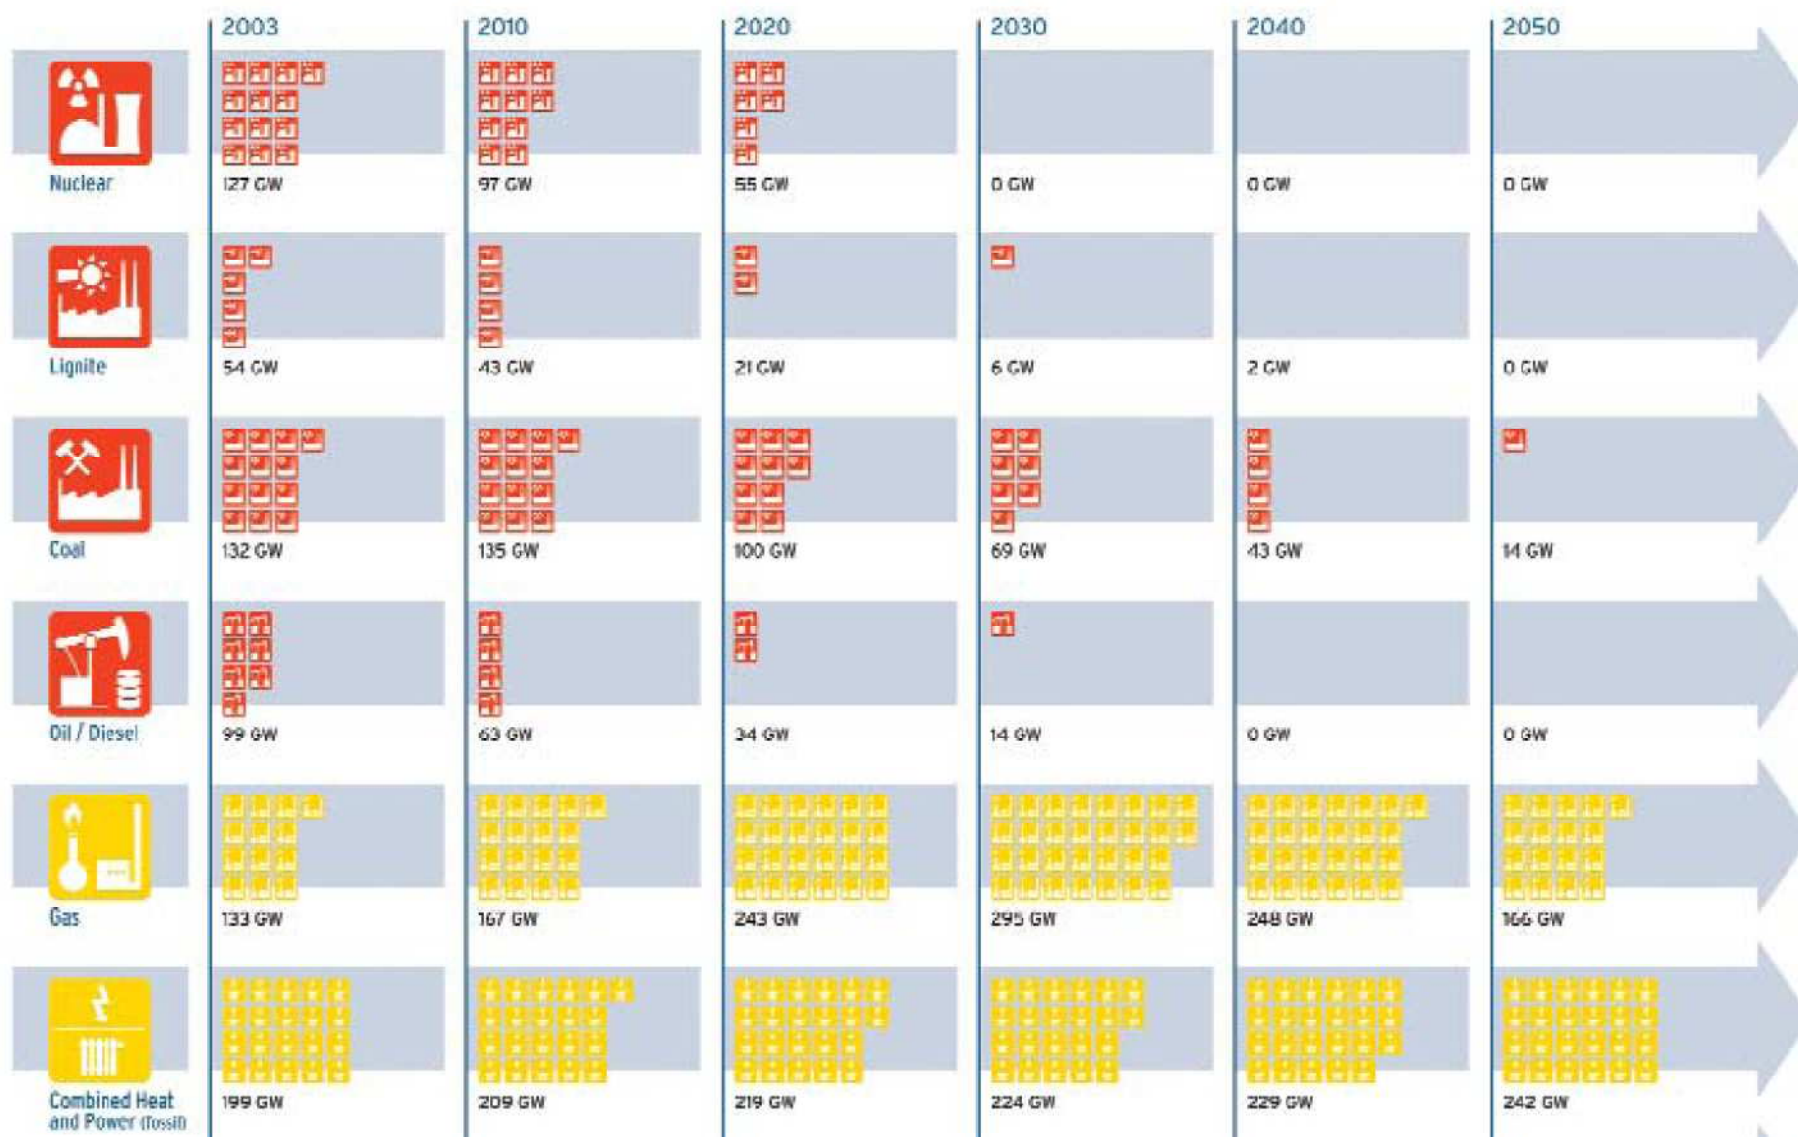 2003 2010 2020 2030 2040 2050
Nuclear 127 GW 97 GW 55 GW 0 GW 0 GW 0 GW
Lignite 54 GW 43 GW 21 GW 6 GW 2 GW 0 GW
Coal 132 GW 135 GW 100 GW 69 GW 43 GW 14 GW
Oil / Diesel 99 GW 63 GW 34 GW 14 GW 0 GW 0 GW
Gas 133 GW 167 GW 243 GW 295 GW 248 GW 166 GW
Combined Heat 199 GW 209 GW 219 GW 224 GW 229 GW 242 GW
and Power (fossil)